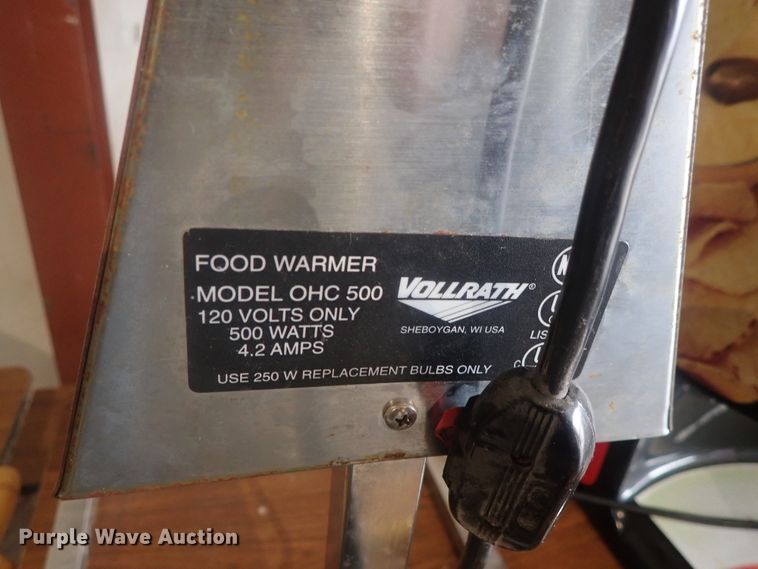 FOOD WARMER
MODEL OHC 500
120 VOLTS ONLY
500 WATTS
4.2 AMPS
VOLLRATH®
SHEBOYGAN, WI USA
USE 250 W REPLACEMENT BULBS ONLY
Purple Wave Auction